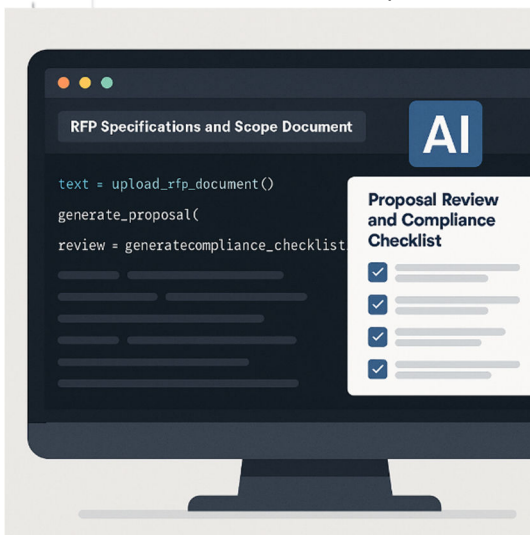 RFP Specifications and Scope Document
AI
text = upload_rfp_document()
generate_proposal(
review = generatecompliance_checklist
Proposal Review
and Compliance
Checklist